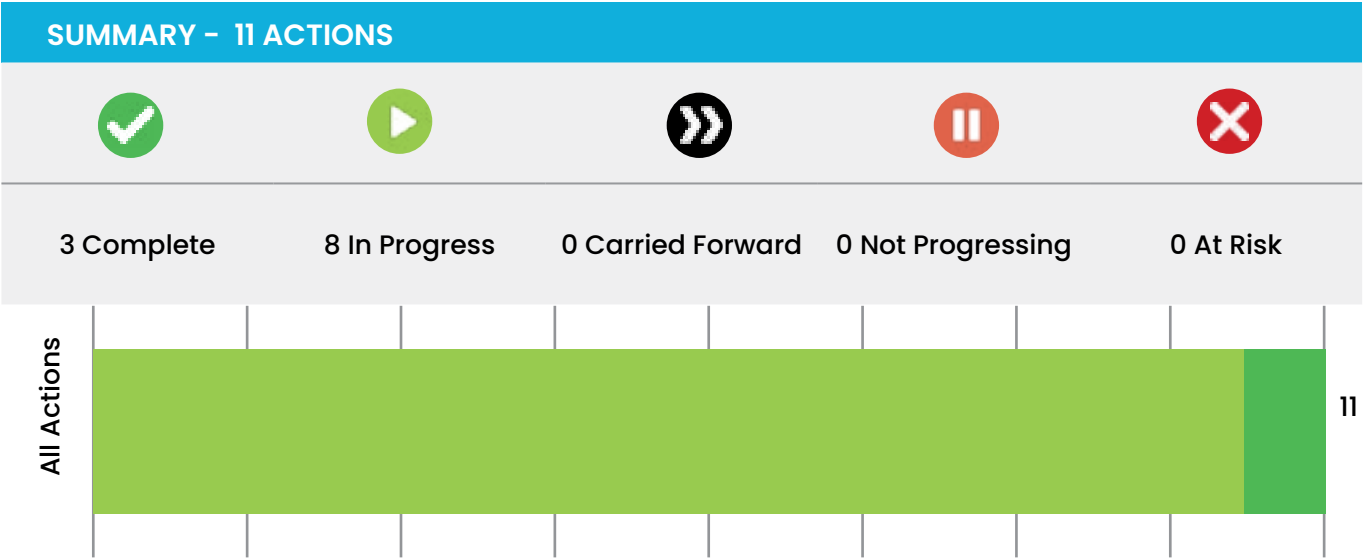 SUMMARY - 11 ACTIONS
3 Complete
8 In Progress
0 Carried Forward
0 Not Progressing
0 At Risk
All Actions
11